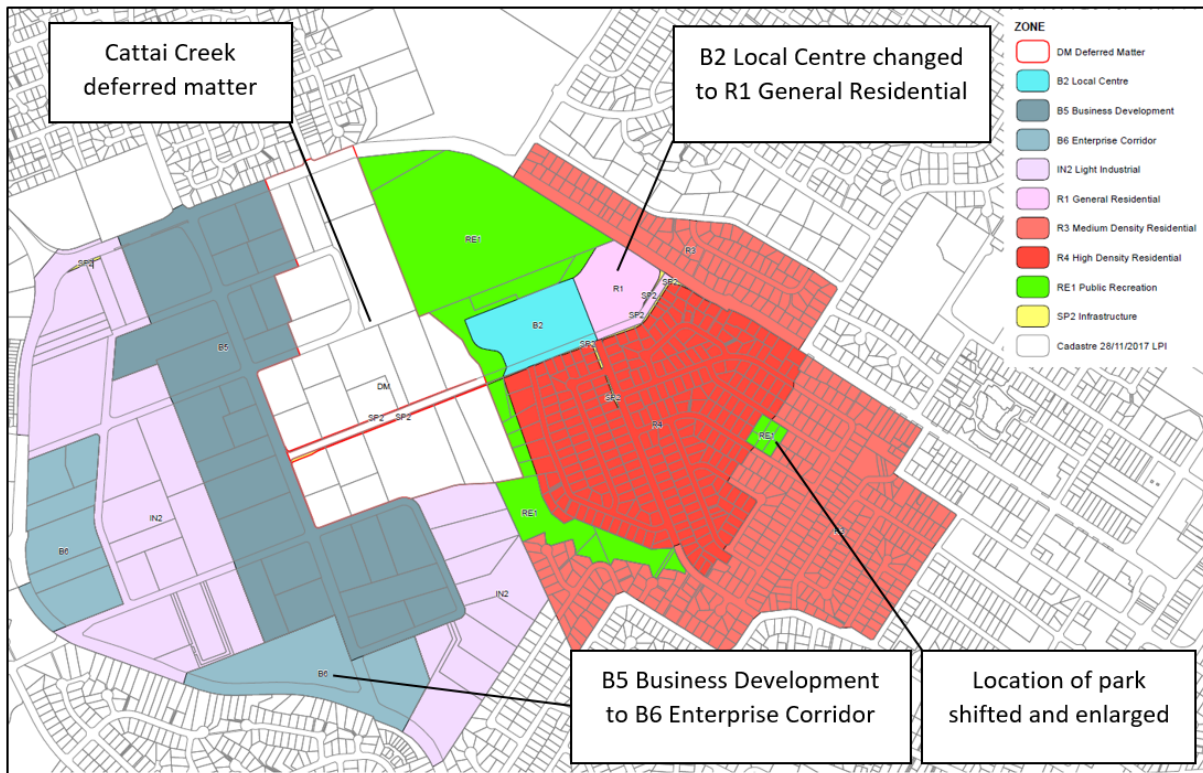 Cattai Creek
deferred matter
B2 Local Centre changed
to R1 General Residential
ZONE
DM Deferred Matter
B2 Local Centre
B5 Business Development
B6 Enterprise Corridor
IN2 Light Industrial
R1 General Residential
R3 Medium Density Residential
R4 High Density Residential
RE1 Public Recreation
SP2 Infrastructure
Cadastre 28/11/2017 LPI
RE1
R3
SP2
R1
SP2
SP2
SP2
B2
SP2
B5
DM
SP2
SP2
SP2
R4
RE1
R3
IN2
RE1
B6
IN2
B6
B5 Business Development
to B6 Enterprise Corridor
Location of park
shifted and enlarged